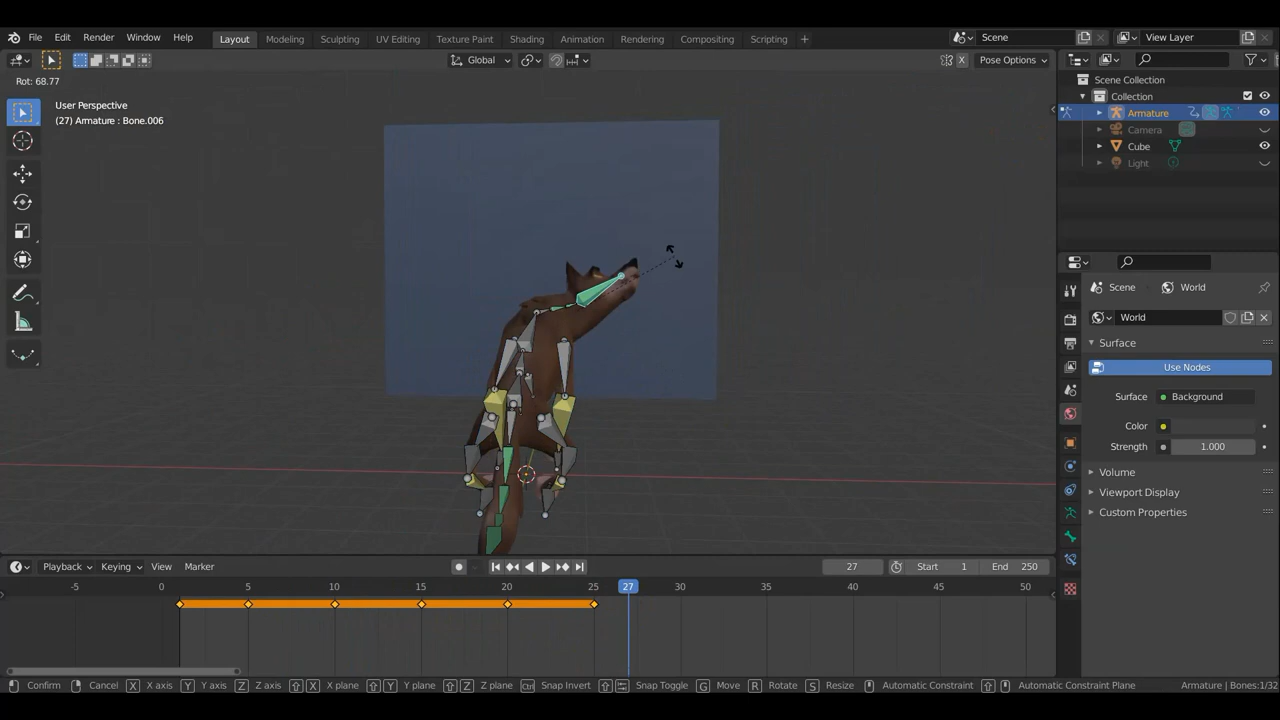 File Edit Render Window Help Layout Modeling Sculpting UV Editing Texture Paint Shading Animation Rendering Compositing Scripting + Scene View Layer
Global X Pose Options
Rot: 68.77
User Perspective
(27) Armature : Bone.006
Scene Collection
Collection
Armature
Camera
Cube
Light
Scene World
World
Surface
Use Nodes
Surface Background
Color
Strength 1.000
Volume
Viewport Display
Custom Properties
Playback Keying View Marker 27 Start 1 End 250
-5 0 5 10 15 20 25 27 30 35 40 45 50
Confirm Cancel X X axis Y Y axis Z Z axis X X plane Y Y plane Z Z plane Ctrl Snap Invert Snap Toggle G Move R Rotate S Resize Automatic Constraint Automatic Constraint Plane Armature | Bones:1/32